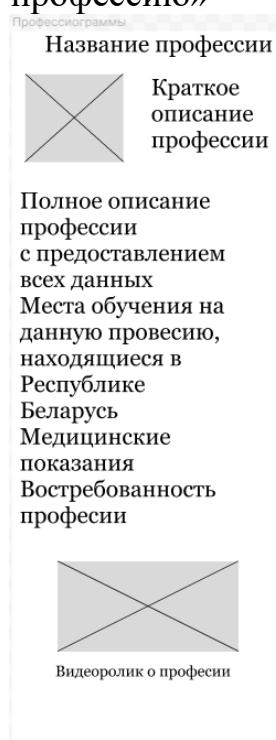 профессию»
Профессиограммы
Название профессии
Краткое
описание
профессии
Полное описание
профессии
с предоставлением
всех данных
Места обучения на
данную провесию,
находящиеся в
Республике
Беларусь
Медицинские
показания
Востребованность
професии
Видеоролик о професии